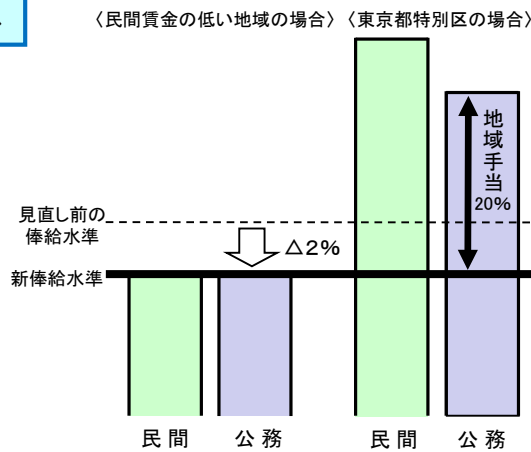 〈民間賃金の低い地域の場合〉 〈東京都特別区の場合〉
地域手当
20%
見直し前の
俸給水準
△2%
新俸給水準
民 間 公 務 民 間 公 務